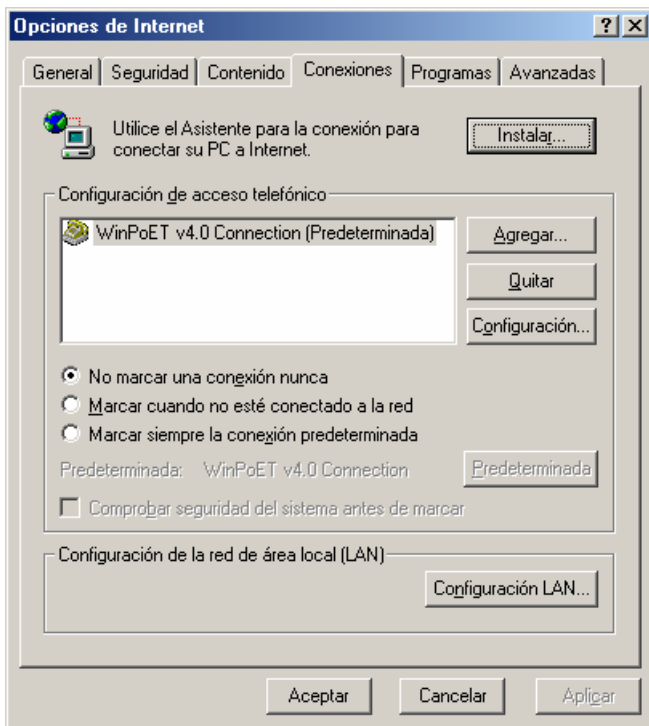 Opciones de Internet
General Seguridad Contenido Conexiones Programas Avanzadas
Utilice el Asistente para la conexión para
conectar su PC a Internet.
Instalar...
Configuración de acceso telefónico
WinPoET v4.0 Connection (Predeterminada)
Agregar...
Quitar
Configuración...
No marcar una conexión nunca
Marcar cuando no esté conectado a la red
Marcar siempre la conexión predeterminada
Predeterminada: WinPoET v4.0 Connection Predeterminada
Comprobar seguridad del sistema antes de marcar
Configuración de la red de área local (LAN)
Configuración LAN...
Aceptar Cancelar Aplicar